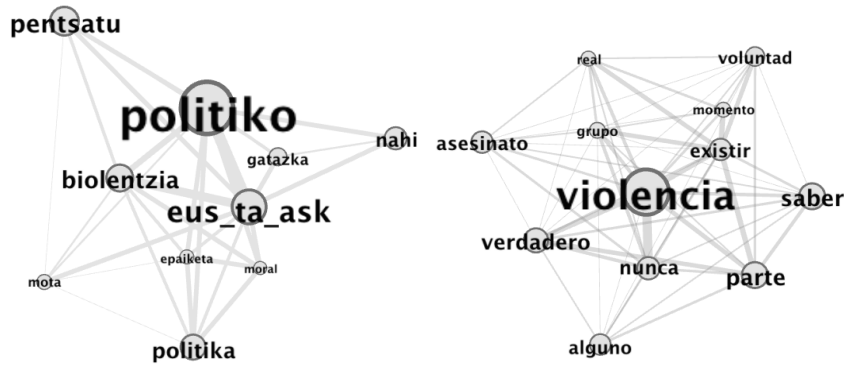 pentsatu
politiko
nahi
gatazka
biolentzia
eus_ta_ask
epaiketa
moral
mota
politika
real
voluntad
momento
grupo
asesinato
existir
violencia
saber
verdadero
nunca
parte
alguno